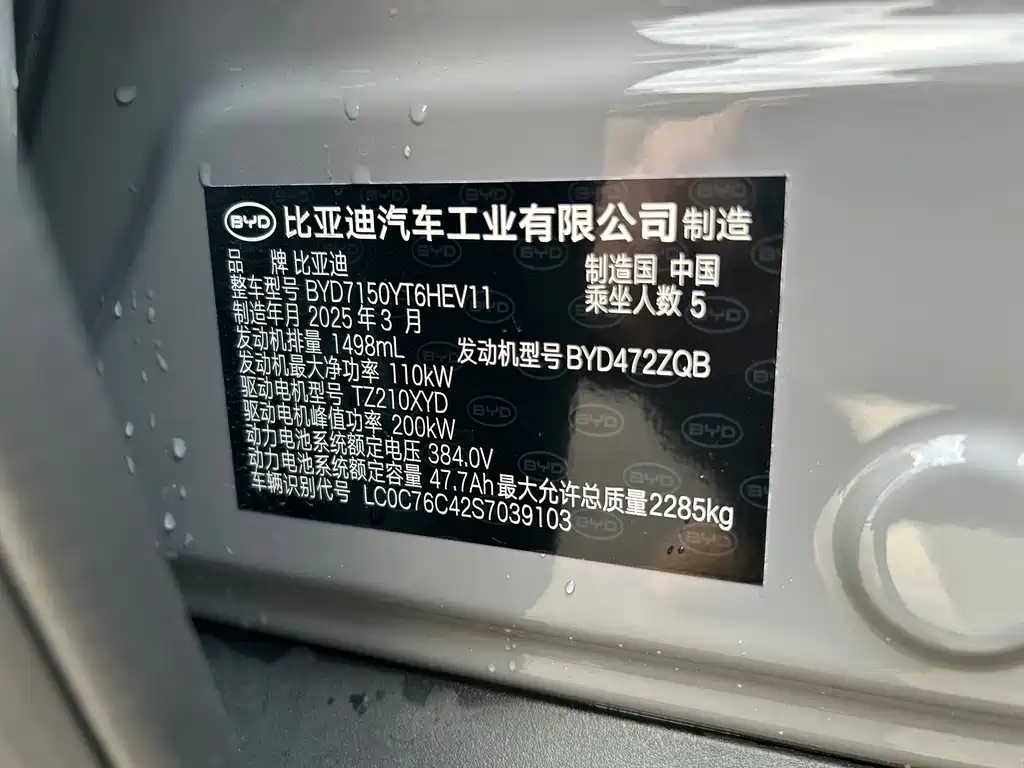 BYD 比亚迪汽车工业有限公司制造
品 牌 比亚迪 制造国 中国
整车型号 BYD7150YT6HEV11 乘坐人数 5
制造年月 2025 年 3 月
发动机排量 1498mL 发动机型号 BYD472ZQB
发动机最大净功率 110kW
驱动电机型号 TZ210XYD
驱动电机峰值功率 200kW
动力电池系统额定电压 384.0V
动力电池系统额定容量 47.7Ah 最大允许总质量2285kg
车辆识别代号 LC0C76C42S7039103